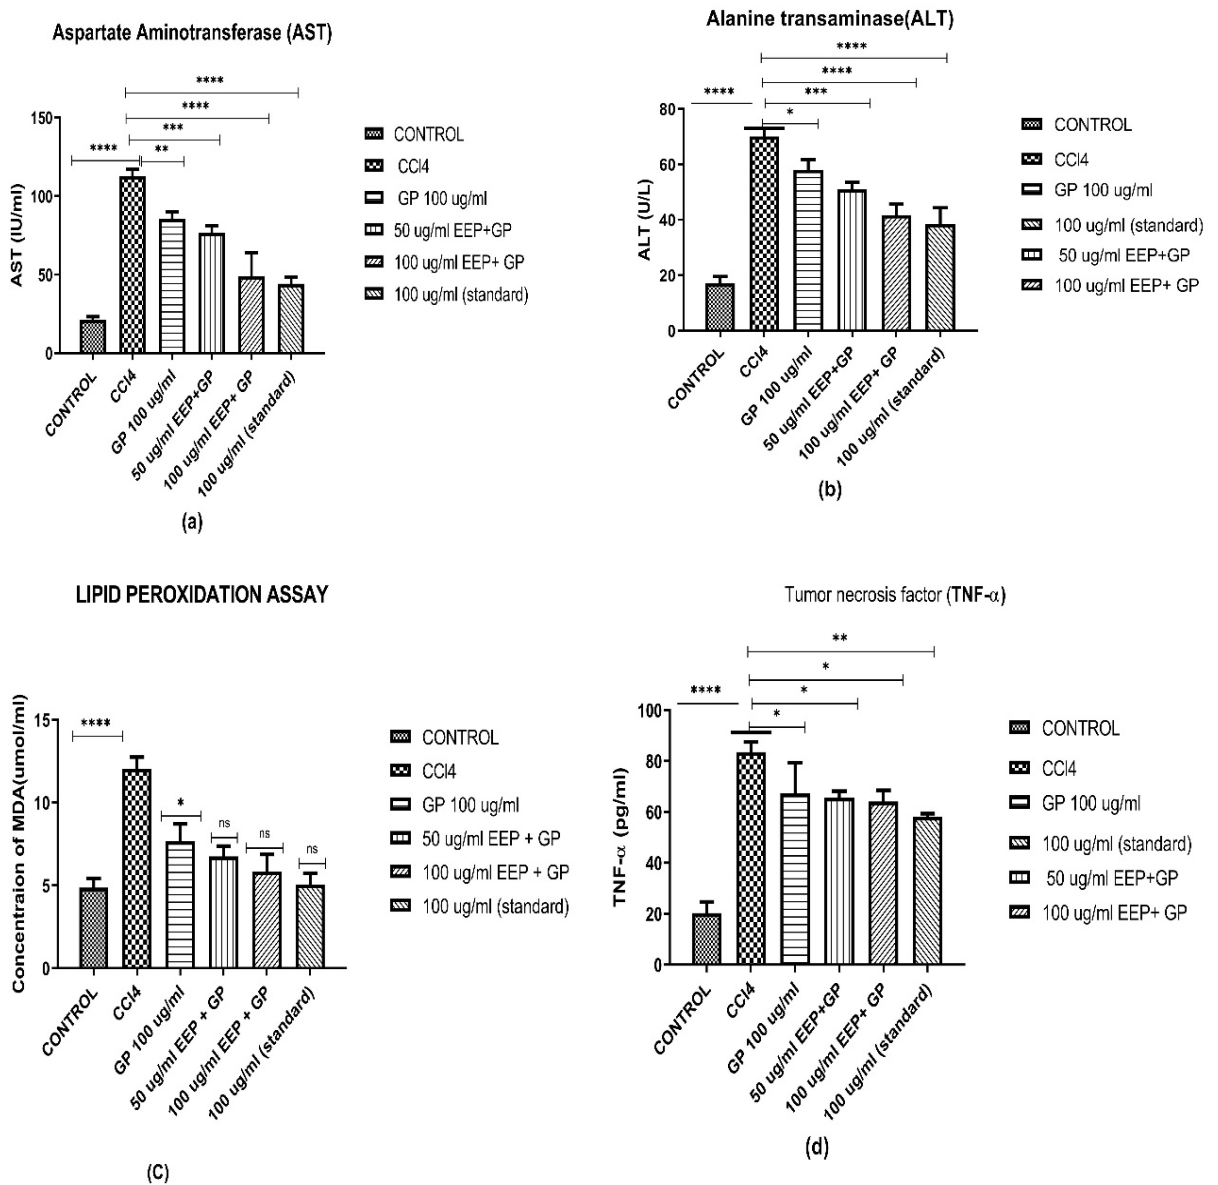 Aspartate Aminotransferase (AST)
****
****
***
****
**
150
100
50
0
AST (IU/ml)
CONTROL
CCl4
GP 100 ug/ml
50 ug/ml EEP+GP
100 ug/ml EEP+ GP
100 ug/ml (standard)
CONTROL
CCl4
GP 100 ug/ml
50 ug/ml EEP+GP
100 ug/ml EEP+ GP
100 ug/ml (standard)
(a)
Alanine transaminase(ALT)
****
****
****
***
*
80
60
40
20
0
ALT (U/L)
CONTROL
CCl4
GP 100 ug/ml
50 ug/ml EEP+GP
100 ug/ml EEP+ GP
100 ug/ml (standard)
CONTROL
CCl4
GP 100 ug/ml
100 ug/ml (standard)
50 ug/ml EEP+GP
100 ug/ml EEP+ GP
(b)
LIPID PEROXIDATION ASSAY
****
*
ns
ns
ns
15
10
5
0
Concentraion of MDA(umol/ml)
CONTROL
CCl4
GP 100 ug/ml
50 ug/ml EEP + GP
100 ug/ml EEP + GP
100 ug/ml (standard)
CONTROL
CCl4
GP 100 ug/ml
50 ug/ml EEP + GP
100 ug/ml EEP + GP
100 ug/ml (standard)
(C)
Tumor necrosis factor (TNF-α)
**
*
****
*
*
100
80
60
40
20
0
TNF-α (pg/ml)
CONTROL
CCl4
GP 100 ug/ml
50 ug/ml EEP+GP
100 ug/ml EEP+ GP
100 ug/ml (standard)
CONTROL
CCl4
GP 100 ug/ml
100 ug/ml (standard)
50 ug/ml EEP+GP
100 ug/ml EEP+ GP
(d)